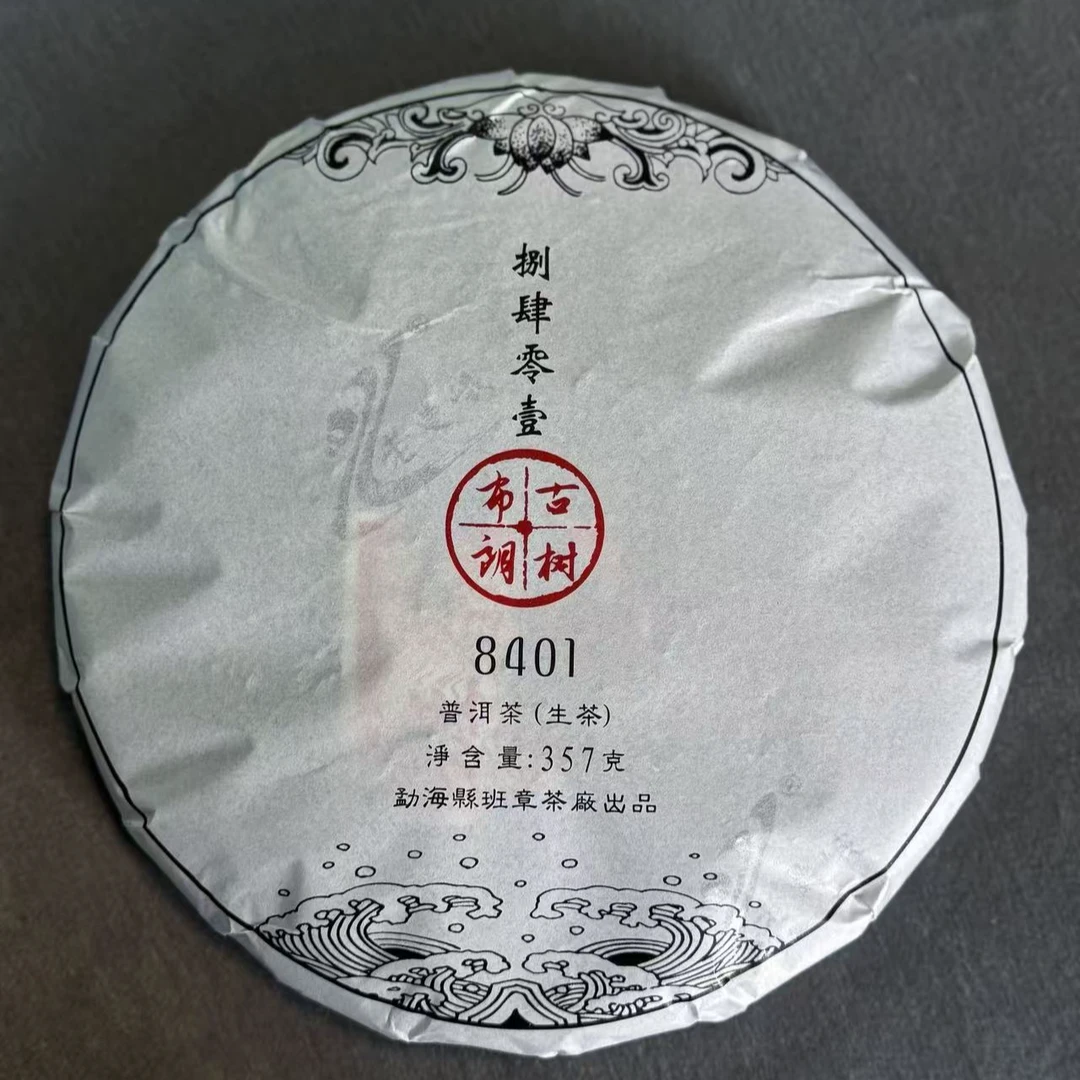 捌肆零壹
布古
朗树
8401
普洱茶(生茶)
淨含量:357克
勐海縣班章茶廠出品